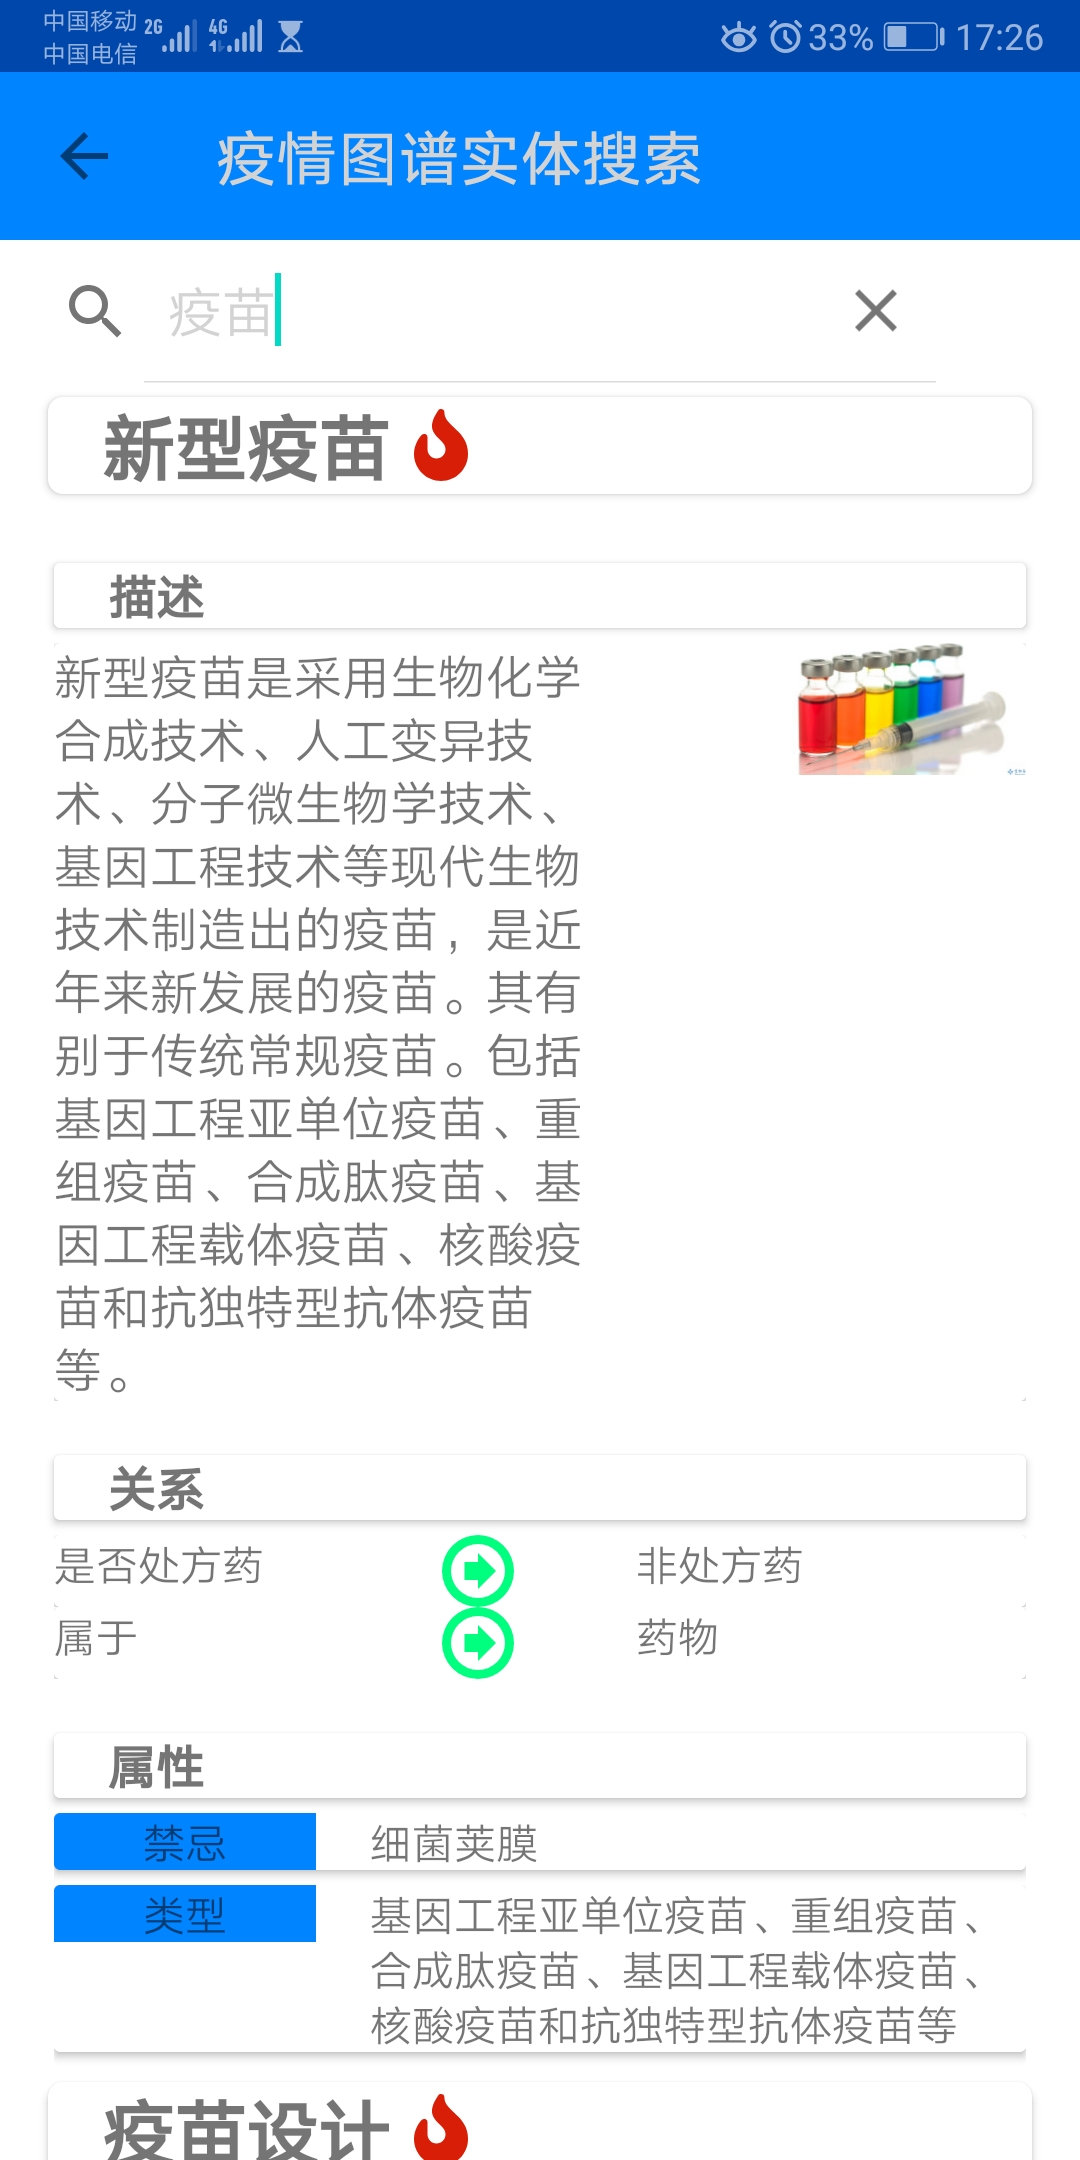 中国移动 2G 4G 33% 17:26
中国电信
疫情图谱实体搜索
疫苗
新型疫苗
描述
新型疫苗是采用生物化学
合成技术、人工变异技
术、分子微生物学技术、
基因工程技术等现代生物
技术制造出的疫苗，是近
年来新发展的疫苗。其有
别于传统常规疫苗。包括
基因工程亚单位疫苗、重
组疫苗、合成肽疫苗、基
因工程载体疫苗、核酸疫
苗和抗独特型抗体疫苗
等。
关系
是否处方药 非处方药
属于 药物
属性
禁忌 细菌荚膜
类型 基因工程亚单位疫苗、重组疫苗、
合成肽疫苗、基因工程载体疫苗、
核酸疫苗和抗独特型抗体疫苗等
疫苗设计